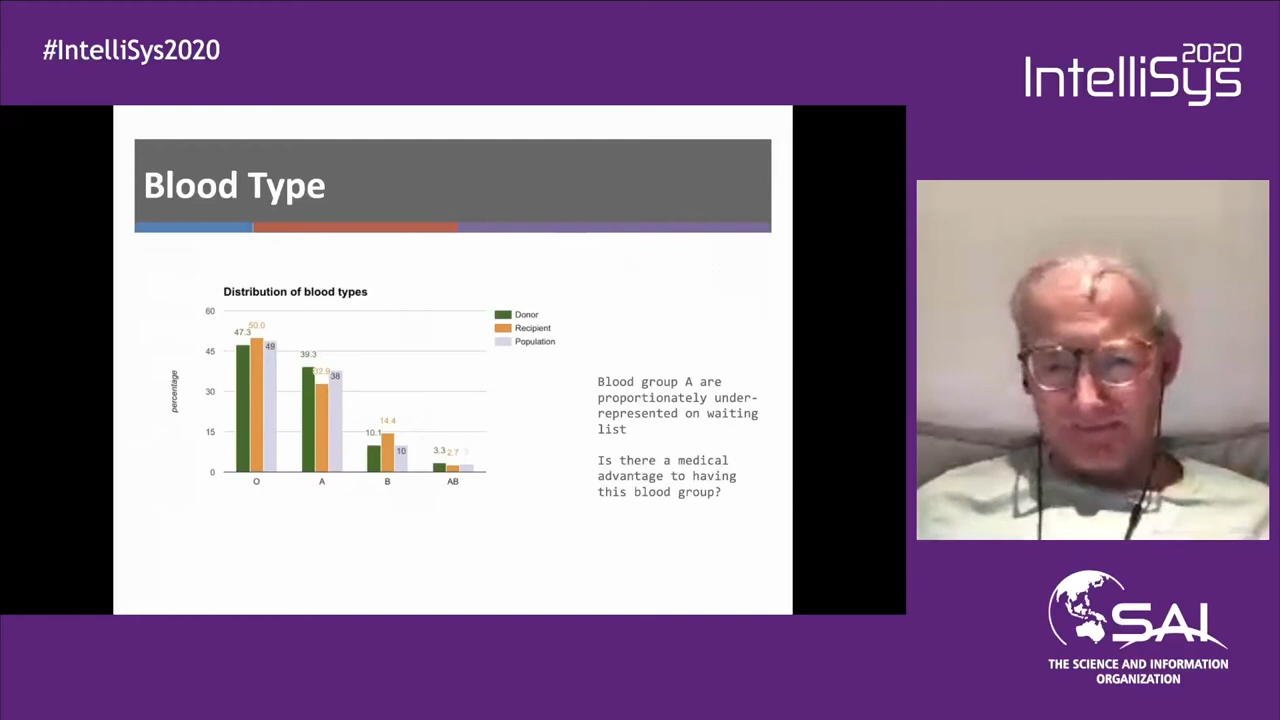 #IntelliSys2020
2020
IntelliSys
Blood Type
Distribution of blood types
60
45
30
15
0
percentage
47.3
50.0
49
39.3
32.9
38
10.1
14.4
10
3.3
2.7
3
O
A
B
AB
Donor
Recipient
Population
Blood group A are
proportionately under-
represented on waiting
list
Is there a medical
advantage to having
this blood group?
SAI
THE SCIENCE AND INFORMATION
ORGANIZATION